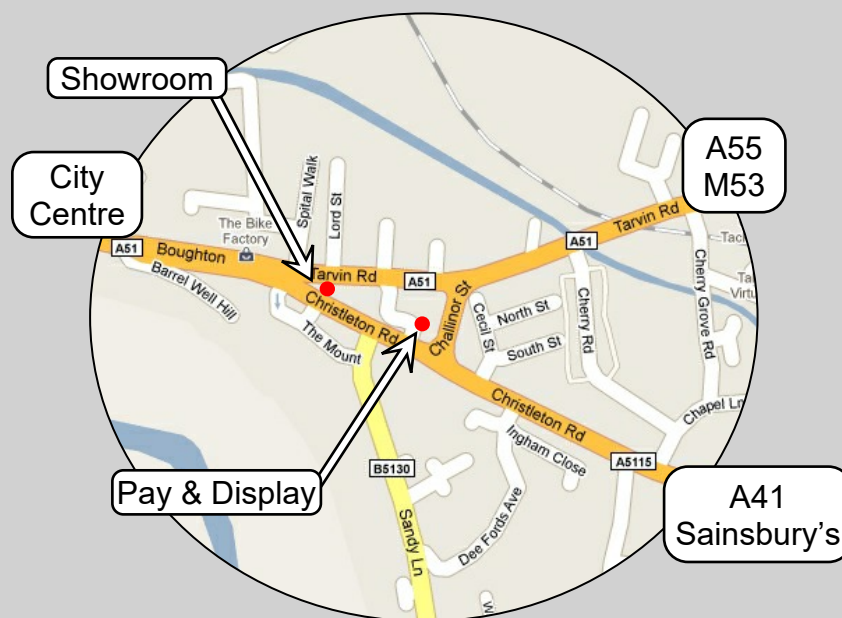 Showroom
A55
M53
City
Centre
Spital Walk
Lord St
The Bike
Factory
Tarvin Rd
A51
A51
Boughton
Tarvin Rd
A51
Barrel Well Hill
Christleton Rd
Challinor St
Cecil St
North St
South St
Cherry Rd
Cherry Grove Rd
The Mount
Christleton Rd
Chapel Ln
Ingham Close
A5115
B5130
Pay & Display
Dee Fords Ave
Sandy Ln
A41
Sainsbury's